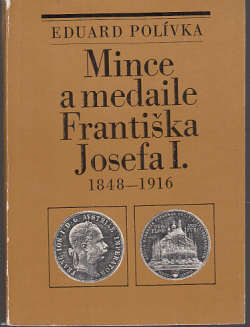 EDUARD POLÍVKA
Mince
a medaile
Františka
Josefa I.
1848–1916